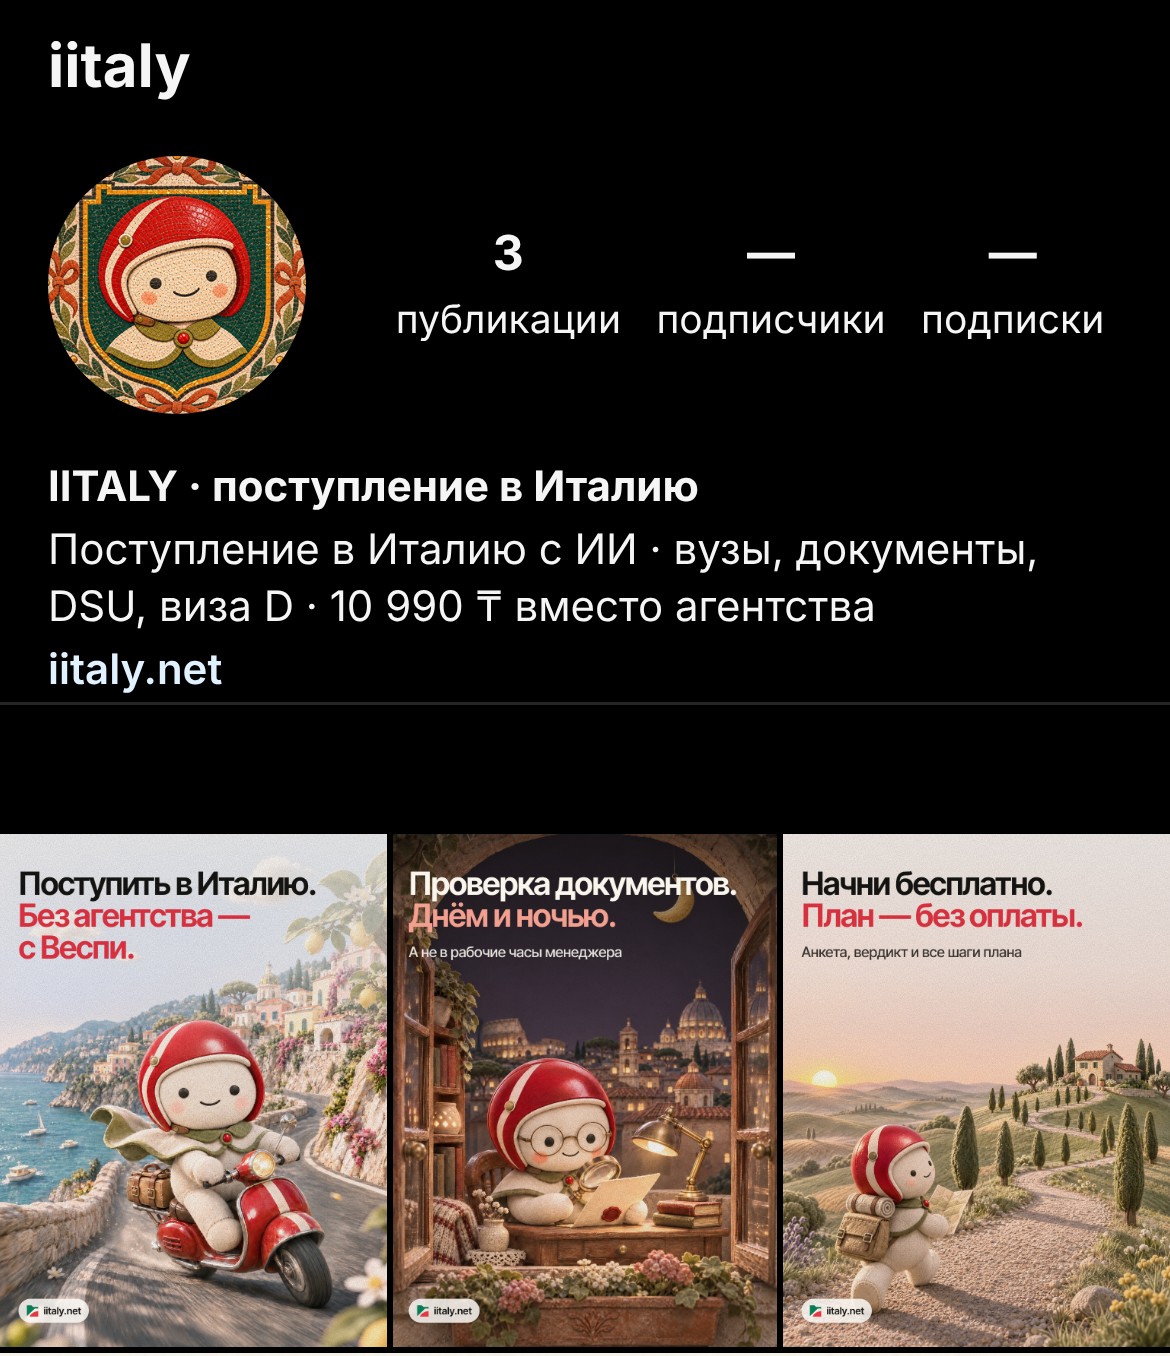 iitaly
3
—
—
публикации
подписчики
подписки
IITALY · поступление в Италию
Поступление в Италию с ИИ · вузы, документы,
DSU, виза D · 10 990 ₸ вместо агентства
iitaly.net
Поступить в Италию.
Без агентства —
с Веспи.
iitaly.net
Проверка документов.
Днём и ночью.
А не в рабочие часы менеджера
iitaly.net
Начни бесплатно.
План — без оплаты.
Анкета, вердикт и все шаги плана
iitaly.net